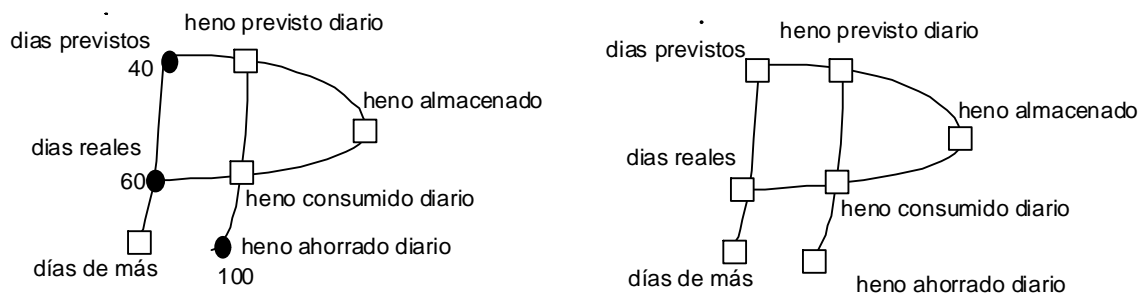 heno previsto diario
dias previstos
40
heno almacenado
dias reales
60
heno consumido diario
heno ahorrado diario
días de más
100
heno previsto diario
dias previstos
heno almacenado
dias reales
heno consumido diario
días de más
heno ahorrado diario